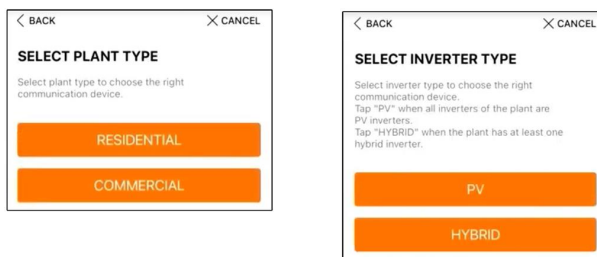 BACK
CANCEL
SELECT PLANT TYPE
Select plant type to choose the right
communication device.
RESIDENTIAL
COMMERCIAL
BACK
CANCEL
SELECT INVERTER TYPE
Select inverter type to choose the right
communication device.
Tap "PV" when all inverters of the plant are
PV inverters.
Tap "HYBRID" when the plant has at least one
hybrid inverter.
PV
HYBRID